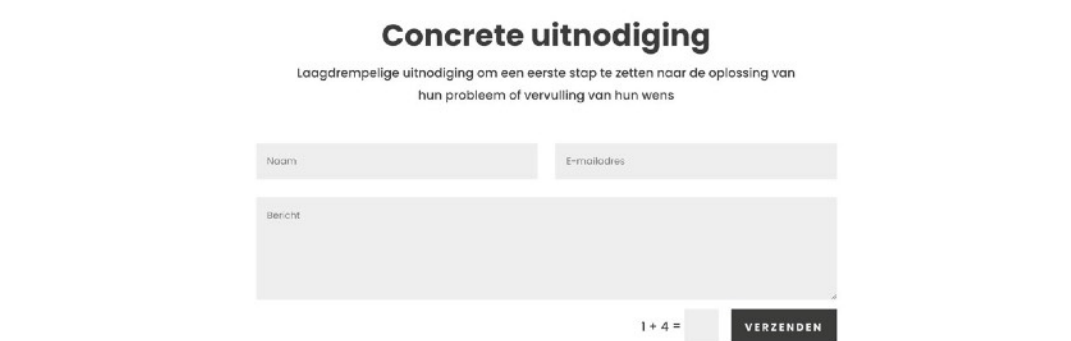 Concrete uitnodiging
Laagdrempelige uitnodiging om een eerste stap te zetten naar de oplossing van
hun probleem of vervulling van hun wens
Naam
E-mailadres
Bericht
1 + 4 =
VERZENDEN